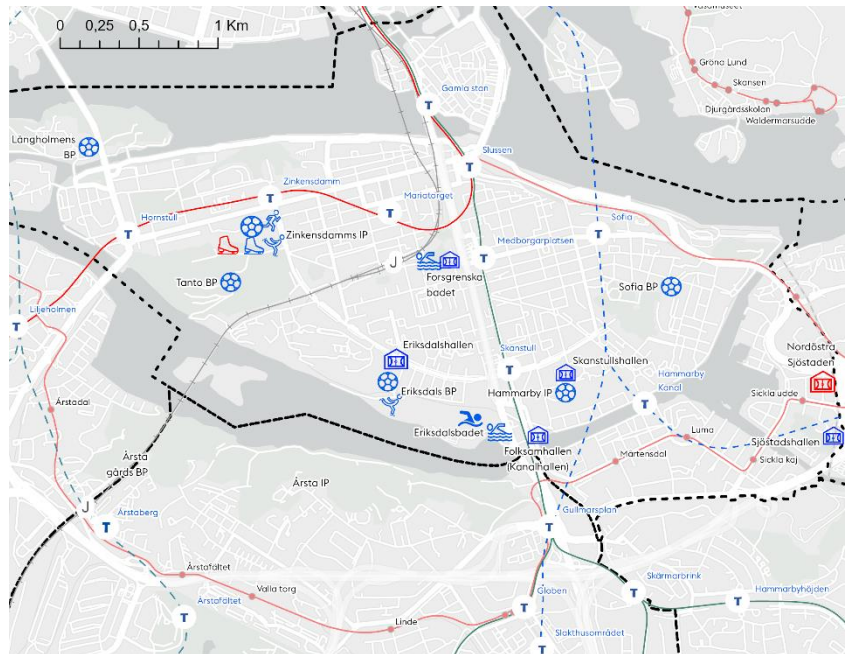 0 0,25 0,5 1 Km
Vasamuseet
Gröna Lund
Skansen
Djurgårdsskolan
Waldemarsudde
Gamla stan
T
Långholmens
BP
Slussen
T
Zinkensdamm
T
Mariatorget
T
Hornstull
T
Zinkensdamms IP
Medborgarplatsen
T
Sofia
T
J
Forsgrenska
badet
Tanto BP
Sofia BP
Liljeholmen
T
Eriksdalshallen
Skanstull
T
Skanstullshallen
Nordöstra
Sjöstaden
Hammarby
Kanal
T
Årstadal
Eriksdals BP
Hammarby IP
Sickla udde
Eriksdalsbadet
Folksamhallen
(Kanalhallen)
Luma
Sjöstadshallen
Mårtensdal
Sickla kaj
Årsta
gårds BP
Årsta IP
J
Årstaberg
T
Gullmarsplan
T
Årstafältet
Valla torg
Årstafältet
T
Linde
Globen
T
Skärmarbrink
T
Hammarbyhöjden
T
Slakthusområdet
T